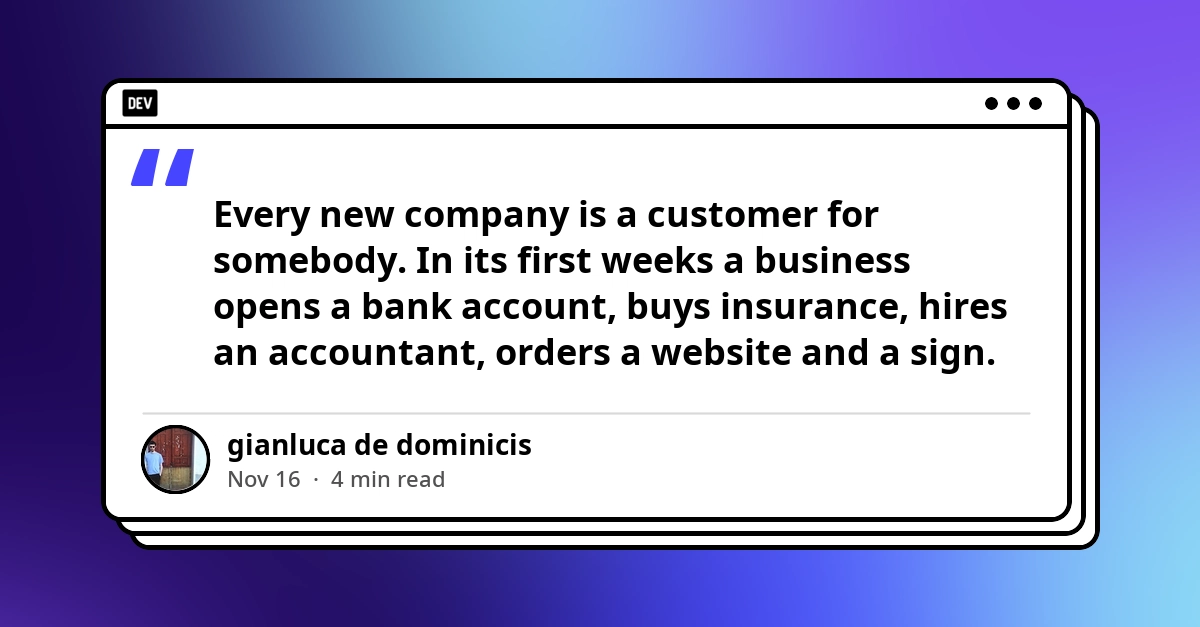 DEV
“
Every new company is a customer for
somebody. In its first weeks a business
opens a bank account, buys insurance, hires
an accountant, orders a website and a sign.
gianluca de dominicis
Nov 16 · 4 min read